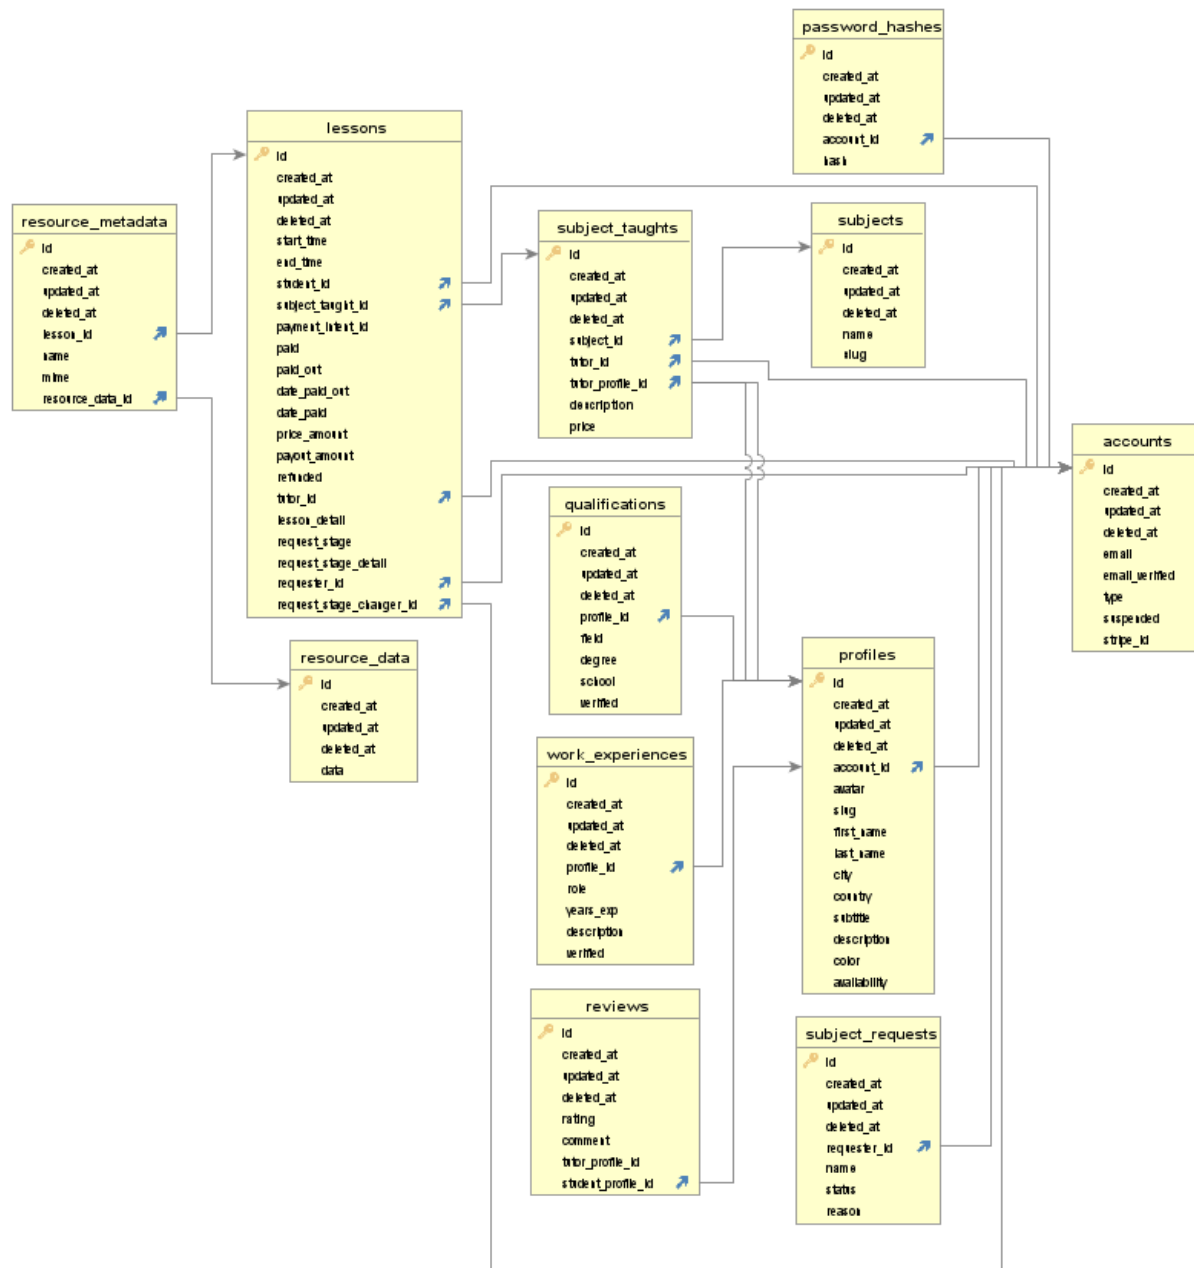 password_hashes
id
created_at
updated_at
deleted_at
account_id
hash
lessons
id
created_at
updated_at
deleted_at
start_time
end_time
student_id
subject_taught_id
payment_intent_id
paid
paid_out
date_paid_out
date_paid
price_amount
payout_amount
refunded
tutor_id
lesson_detail
request_stage
request_stage_detail
requester_id
request_stage_changer_id
resource_metadata
id
created_at
updated_at
deleted_at
lesson_id
name
mime
resource_data_id
subject_taughts
id
created_at
updated_at
deleted_at
subject_id
tutor_id
tutor_profile_id
description
price
subjects
id
created_at
updated_at
deleted_at
name
slug
accounts
id
created_at
updated_at
deleted_at
email
email_verified
type
suspended
stripe_id
qualifications
id
created_at
updated_at
deleted_at
profile_id
field
degree
school
verified
resource_data
id
created_at
updated_at
deleted_at
data
profiles
id
created_at
updated_at
deleted_at
account_id
avatar
slug
first_name
last_name
city
country
subtitle
description
color
availability
work_experiences
id
created_at
updated_at
deleted_at
profile_id
role
years_exp
description
verified
reviews
id
created_at
updated_at
deleted_at
rating
comment
tutor_profile_id
student_profile_id
subject_requests
id
created_at
updated_at
deleted_at
requester_id
name
status
reason